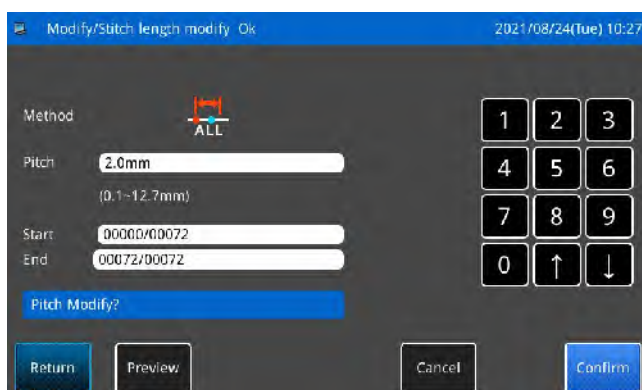 Modify/Stitch length modify Ok 2021/08/24(Tue) 10:27
Method
ALL
1 2 3
Pitch 2.0mm
4 5 6
(0.1~12.7mm)
7 8 9
Start 00000/00072
End 00072/00072
0 ↑ ↓
Pitch Modify?
Return Preview Cancel Confirm